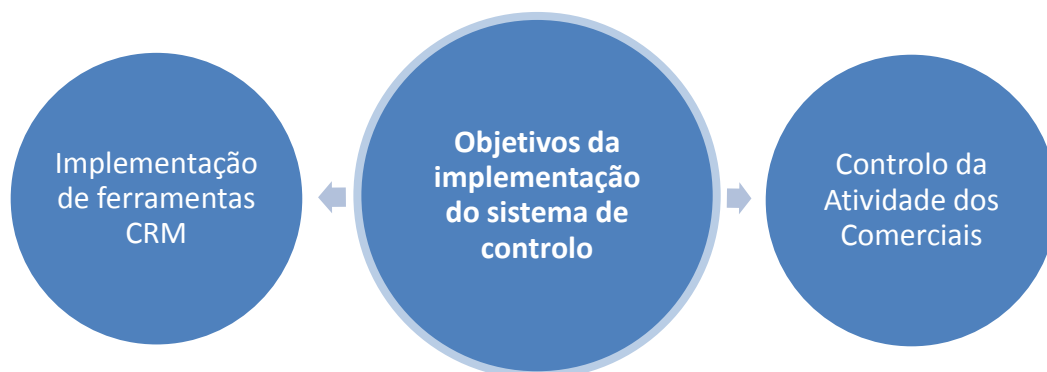 Implementação
de ferramentas
CRM
Objetivos da
implementação
do sistema de
controlo
Controlo da
Atividade dos
Comerciais